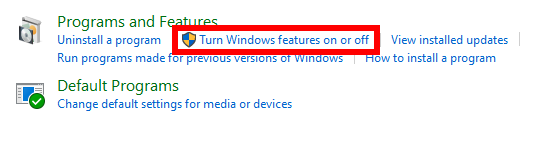 Programs and Features
Uninstall a program Turn Windows features on or off View installed updates
Run programs made for previous versions of Windows How to install a program
Default Programs
Change default settings for media or devices